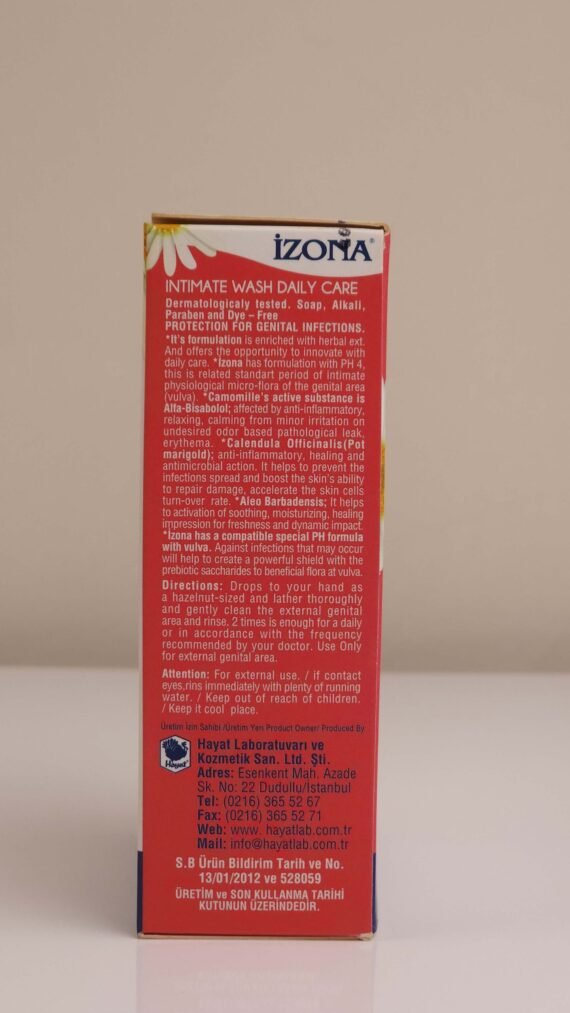 İZONA®
INTIMATE WASH DAILY CARE
Dermatologicaly tested. Soap, Alkali,
Paraben and Dye – Free
PROTECTION FOR GENITAL INFECTIONS.
*It's formulation is enriched with herbal ext.
And offers the opportunity to innovate with
daily care. *İzona has formulation with PH 4,
this is related standart period of intimate
physiological micro-flora of the genital area
(vulva). *Camomille's active substance is
Alfa-Bisabolol; affected by anti-inflammatory,
relaxing, calming from minor irritation on
undesired odor based pathological leak,
erythema. *Calendula Officinalis(Pot
marigold); anti-inflammatory, healing and
antimicrobial action. It helps to prevent the
infections spread and boost the skin's ability
to repair damage, accelerate the skin cells
turn-over rate. *Aleo Barbadensis; It helps
to activation of soothing, moisturizing, healing
impression for freshness and dynamic impact.
*İzona has a compatible special PH formula
with vulva. Against infections that may occur
will help to create a powerful shield with the
prebiotic saccharides to beneficial flora at vulva.
Directions: Drops to your hand as
a hazelnut-sized and lather thoroughly
and gently clean the external genital
area and rinse. 2 times is enough for a daily
or in accordance with the frequency
recommended by your doctor. Use Only
for external genital area.
Attention: For external use. / if contact
eyes,rins immediately with plenty of running
water. / Keep out of reach of children.
/ Keep it cool place.
Üretim İzin Sahibi /Üretim Yeri Product Owner/ Produced By
Hayat
Hayat Laboratuvarı ve
Kozmetik San. Ltd. Şti.
Adres: Esenkent Mah. Azade
Sk. No: 22 Dudullu/İstanbul
Tel: (0216) 365 52 67
Fax: (0216) 365 52 71
Web: www. hayatlab.com.tr
Mail: info@hayatlab.com.tr
S.B Ürün Bildirim Tarih ve No.
13/01/2012 ve 528059
ÜRETİM ve SON KULLANMA TARİHİ
KUTUNUN ÜZERİNDEDİR.